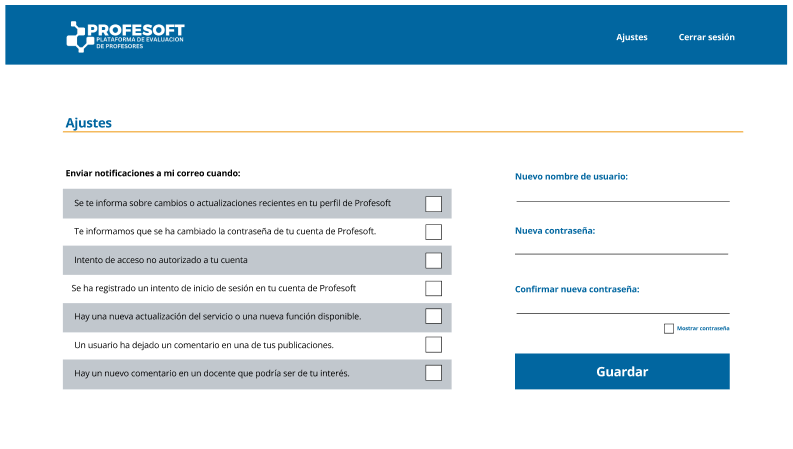 PROFESOFT
PLATAFORMA DE EVALUACIÓN
DE PROFESORES
Ajustes
Cerrar sesión
Ajustes
Enviar notificaciones a mi correo cuando:
Se te informa sobre cambios o actualizaciones recientes en tu perfil de Profesoft
Te informamos que se ha cambiado la contraseña de tu cuenta de Profesoft.
Intento de acceso no autorizado a tu cuenta
Se ha registrado un intento de inicio de sesión en tu cuenta de Profesoft
Hay una nueva actualización del servicio o una nueva función disponible.
Un usuario ha dejado un comentario en una de tus publicaciones.
Hay un nuevo comentario en un docente que podría ser de tu interés.
Nuevo nombre de usuario:
Nueva contraseña:
Confirmar nueva contraseña:
Mostrar contraseña
Guardar